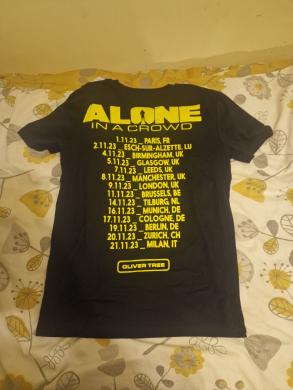 ALONE
IN A CROWD
1.11.23 _ PARIS, FR
2.11.23 _ ESCH-SUR-ALZETTE, LU
4.11.23 _ BIRMINGHAM, UK
5.11.23 _ GLASGOW, UK
7.11.23 _ LEEDS, UK
8.11.23 _ MANCHESTER, UK
9.11.23 _ LONDON, UK
11.11.23 _ BRUSSELS, BE
14.11.23 _ TILBURG, NL
16.11.23 _ MUNICH, DE
17.11.23 _ COLOGNE, DE
19.11.23 _ BERLIN, DE
20.11.23 _ ZURICH, CH
21.11.23 _ MILAN, IT
OLIVER TREE